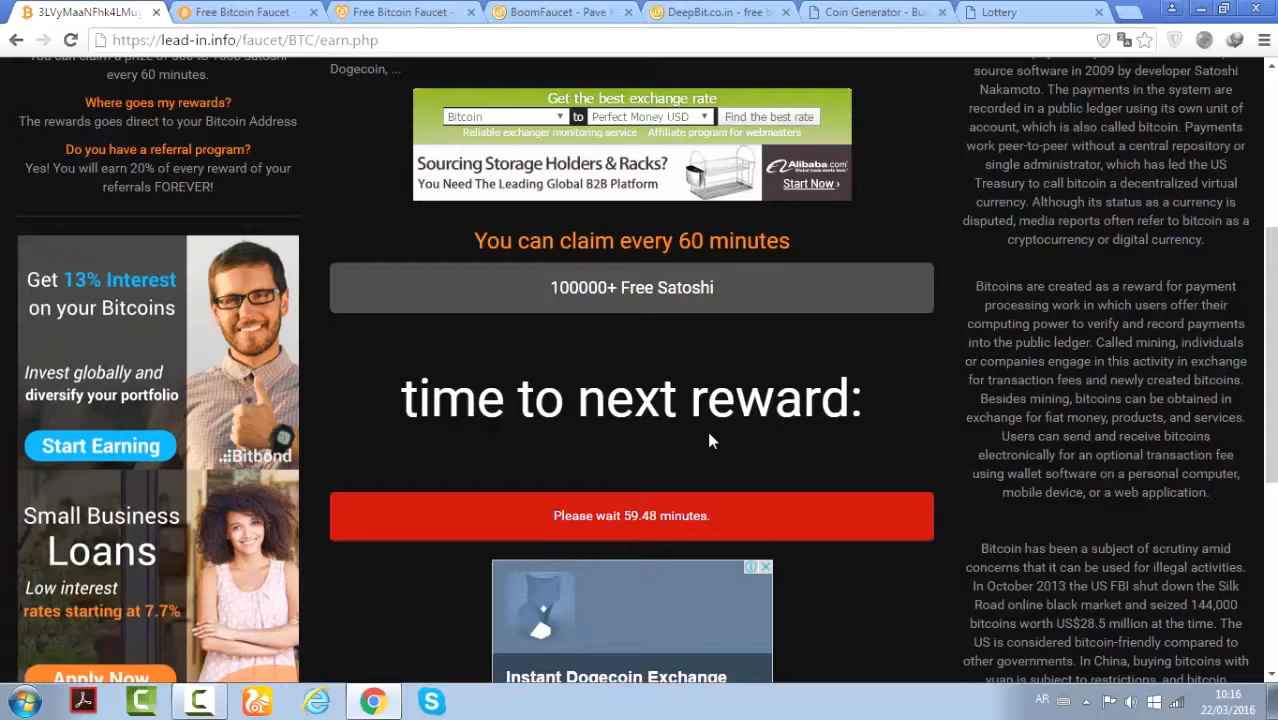 3LVyMaaNFhk4LMu
Free Bitcoin Faucet -
Free Bitcoin Faucet -
BoomFaucet - Pave
DeepBit.co.in - free b
Coin Generator - Bu
Lottery
https://lead-in.info/faucet/BTC/earn.php
every 60 minutes.
Where goes my rewards?
The rewards goes direct to your Bitcoin Address
Do you have a referral program?
Yes! You will earn 20% of every reward of your
referrals FOREVER!
Get 13% Interest
on your Bitcoins
Invest globally and
diversify your portfolio
Start Earning
Bitbond
Small Business
Loans
Low interest
rates starting at 7.7%
Apply Now
Dogecoin, ...
Get the best exchange rate
Bitcoin to Perfect Money USD Find the best rate
Reliable exchanger monitoring service Affiliate program for webmasters
Sourcing Storage Holders & Racks?
You Need The Leading Global B2B Platform
Alibaba.com
Start Now ›
You can claim every 60 minutes
100000+ Free Satoshi
time to next reward:
Please wait 59.48 minutes.
Instant Dogecoin Exchange
source software in 2009 by developer Satoshi
Nakamoto. The payments in the system are
recorded in a public ledger using its own unit of
account, which is also called bitcoin. Payments
work peer-to-peer without a central repository or
single administrator, which has led the US
Treasury to call bitcoin a decentralized virtual
currency. Although its status as a currency is
disputed, media reports often refer to bitcoin as a
cryptocurrency or digital currency.
Bitcoins are created as a reward for payment
processing work in which users offer their
computing power to verify and record payments
into the public ledger. Called mining, individuals
or companies engage in this activity in exchange
for transaction fees and newly created bitcoins.
Besides mining, bitcoins can be obtained in
exchange for fiat money, products, and services.
Users can send and receive bitcoins
electronically for an optional transaction fee
using wallet software on a personal computer,
mobile device, or a web application.
Bitcoin has been a subject of scrutiny amid
concerns that it can be used for illegal activities.
In October 2013 the US FBI shut down the Silk
Road online black market and seized 144,000
bitcoins worth US$28.5 million at the time. The
US is considered bitcoin-friendly compared to
other governments. In China, buying bitcoins with
yuan is subject to restrictions, and bitcoin
AR
10:16
22/03/2016